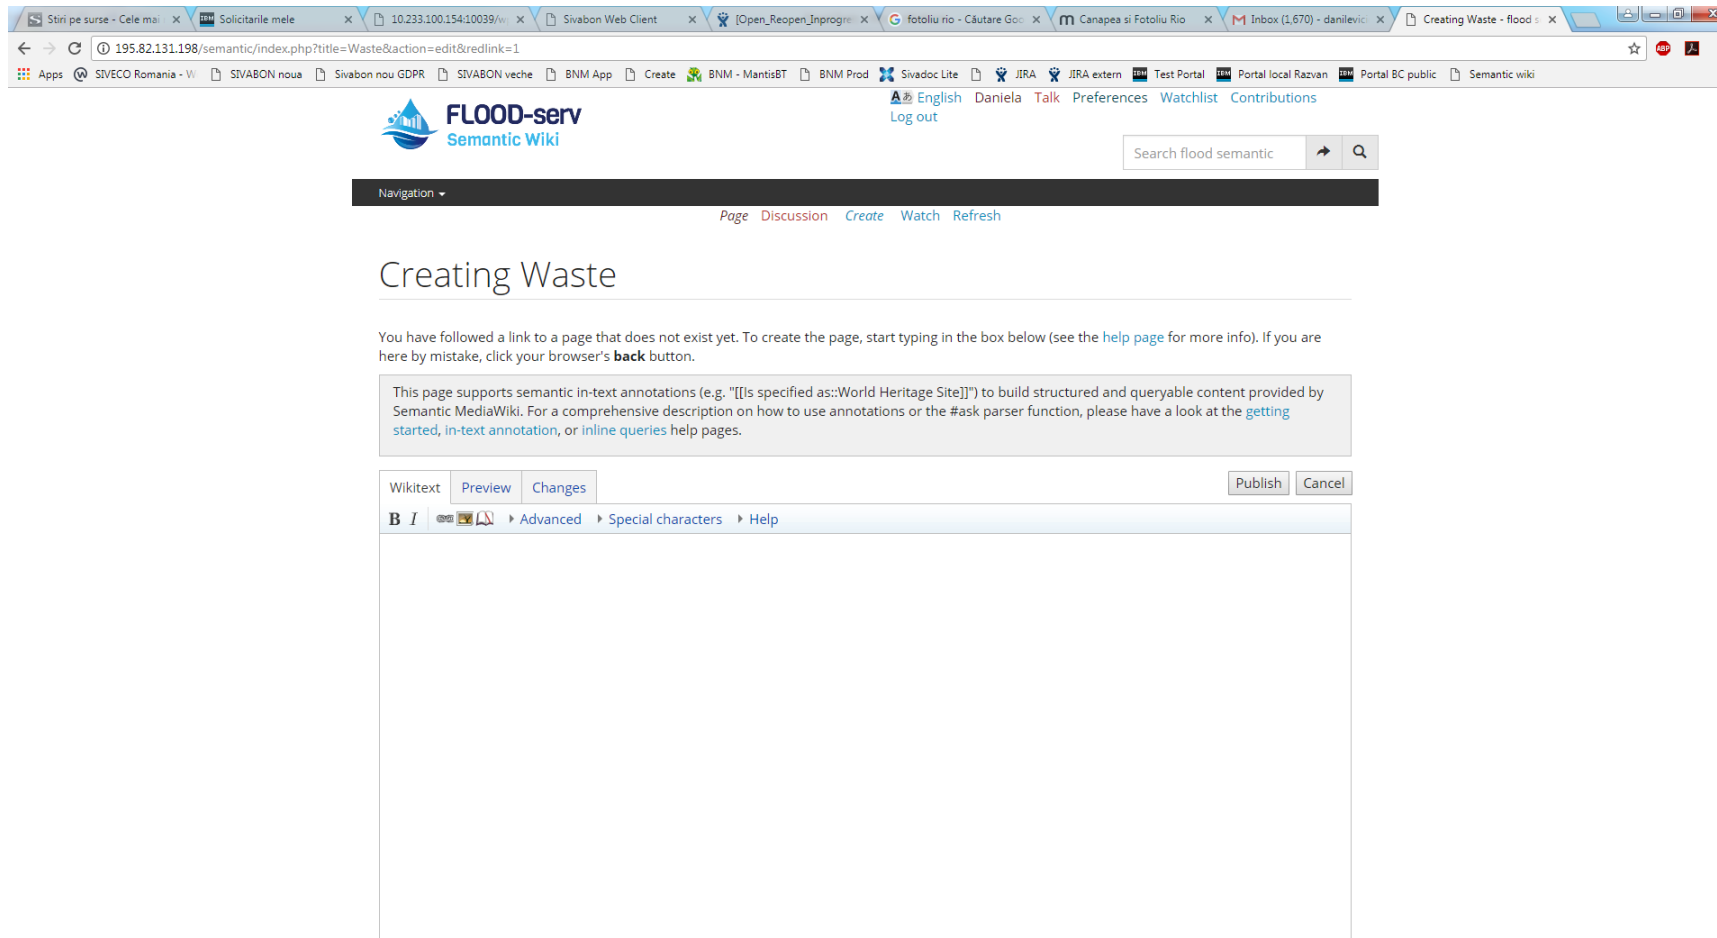 Stiri pe surse - Cele mai Solicitarile mele 10.233.100.154:10039/w Sivabon Web Client [Open_Reopen_Inprogre fotoliu rio - Căutare Goo Canapea si Fotoliu Rio Inbox (1,670) - danilevici Creating Waste - flood s
195.82.131.198/semantic/index.php?title=Waste&action=edit&redlink=1
ABP
Apps SIVECO Romania - W SIVABON noua Sivabon nou GDPR SIVABON veche BNM App Create BNM - MantisBT BNM Prod Sivadoc Lite JIRA JIRA extern Test Portal Portal local Razvan Portal BC public Semantic wiki
English Daniela Talk Preferences Watchlist Contributions
Log out
FLOOD-serv
Semantic Wiki
Search flood semantic
Navigation
Page Discussion Create Watch Refresh
Creating Waste
You have followed a link to a page that does not exist yet. To create the page, start typing in the box below (see the help page for more info). If you are
here by mistake, click your browser's back button.
This page supports semantic in-text annotations (e.g. "[[Is specified as::World Heritage Site]]") to build structured and queryable content provided by
Semantic MediaWiki. For a comprehensive description on how to use annotations or the #ask parser function, please have a look at the getting
started, in-text annotation, or inline queries help pages.
Wikitext Preview Changes Publish Cancel
B I Advanced Special characters Help